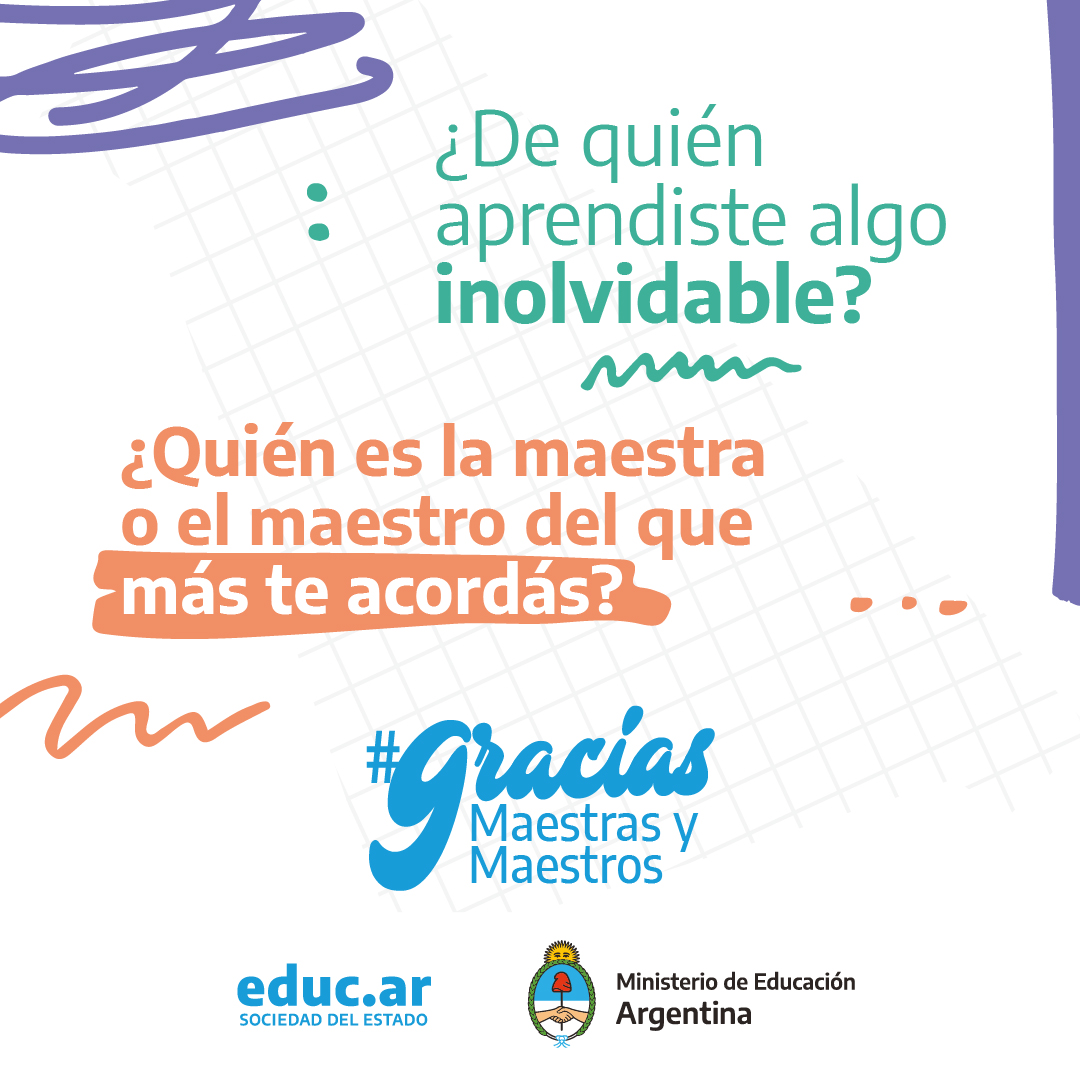 ¿De quién
aprendiste algo
inolvidable?
¿Quién es la maestra
o el maestro del que
más te acordás?
#gracias
Maestras y
Maestros
educ.ar
SOCIEDAD DEL ESTADO
Ministerio de Educación
Argentina